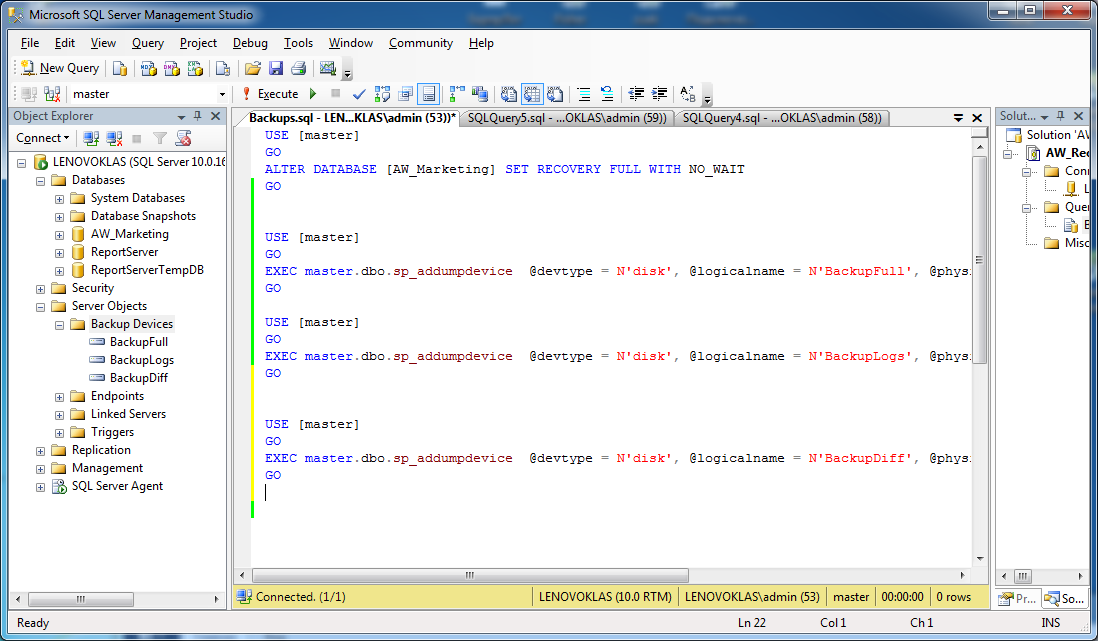 Microsoft SQL Server Management Studio
File Edit View Query Project Debug Tools Window Community Help
New Query
master Execute
Object Explorer
Connect
LENOVOKLAS (SQL Server 10.0.16
Databases
System Databases
Database Snapshots
AW_Marketing
ReportServer
ReportServerTempDB
Security
Server Objects
Backup Devices
BackupFull
BackupLogs
BackupDiff
Endpoints
Linked Servers
Triggers
Replication
Management
SQL Server Agent
Backups.sql - LEN...KLAS\admin (53))* SQLQuery5.sql - ...OKLAS\admin (59)) SQLQuery4.sql - ...OKLAS\admin (58))
USE [master]
GO
ALTER DATABASE [AW_Marketing] SET RECOVERY FULL WITH NO_WAIT
GO
USE [master]
GO
EXEC master.dbo.sp_addumpdevice @devtype = N'disk', @logicalname = N'BackupFull', @physi
GO
USE [master]
GO
EXEC master.dbo.sp_addumpdevice @devtype = N'disk', @logicalname = N'BackupLogs', @physi
GO
USE [master]
GO
EXEC master.dbo.sp_addumpdevice @devtype = N'disk', @logicalname = N'BackupDiff', @physi
GO
Connected. (1/1) LENOVOKLAS (10.0 RTM) LENOVOKLAS\admin (53) master 00:00:00 0 rows
Solut...
Solution 'AW
AW_Rec
Conn
L
Quer
B
Misc
Pr... So...
Ready Ln 22 Col 1 Ch 1 INS